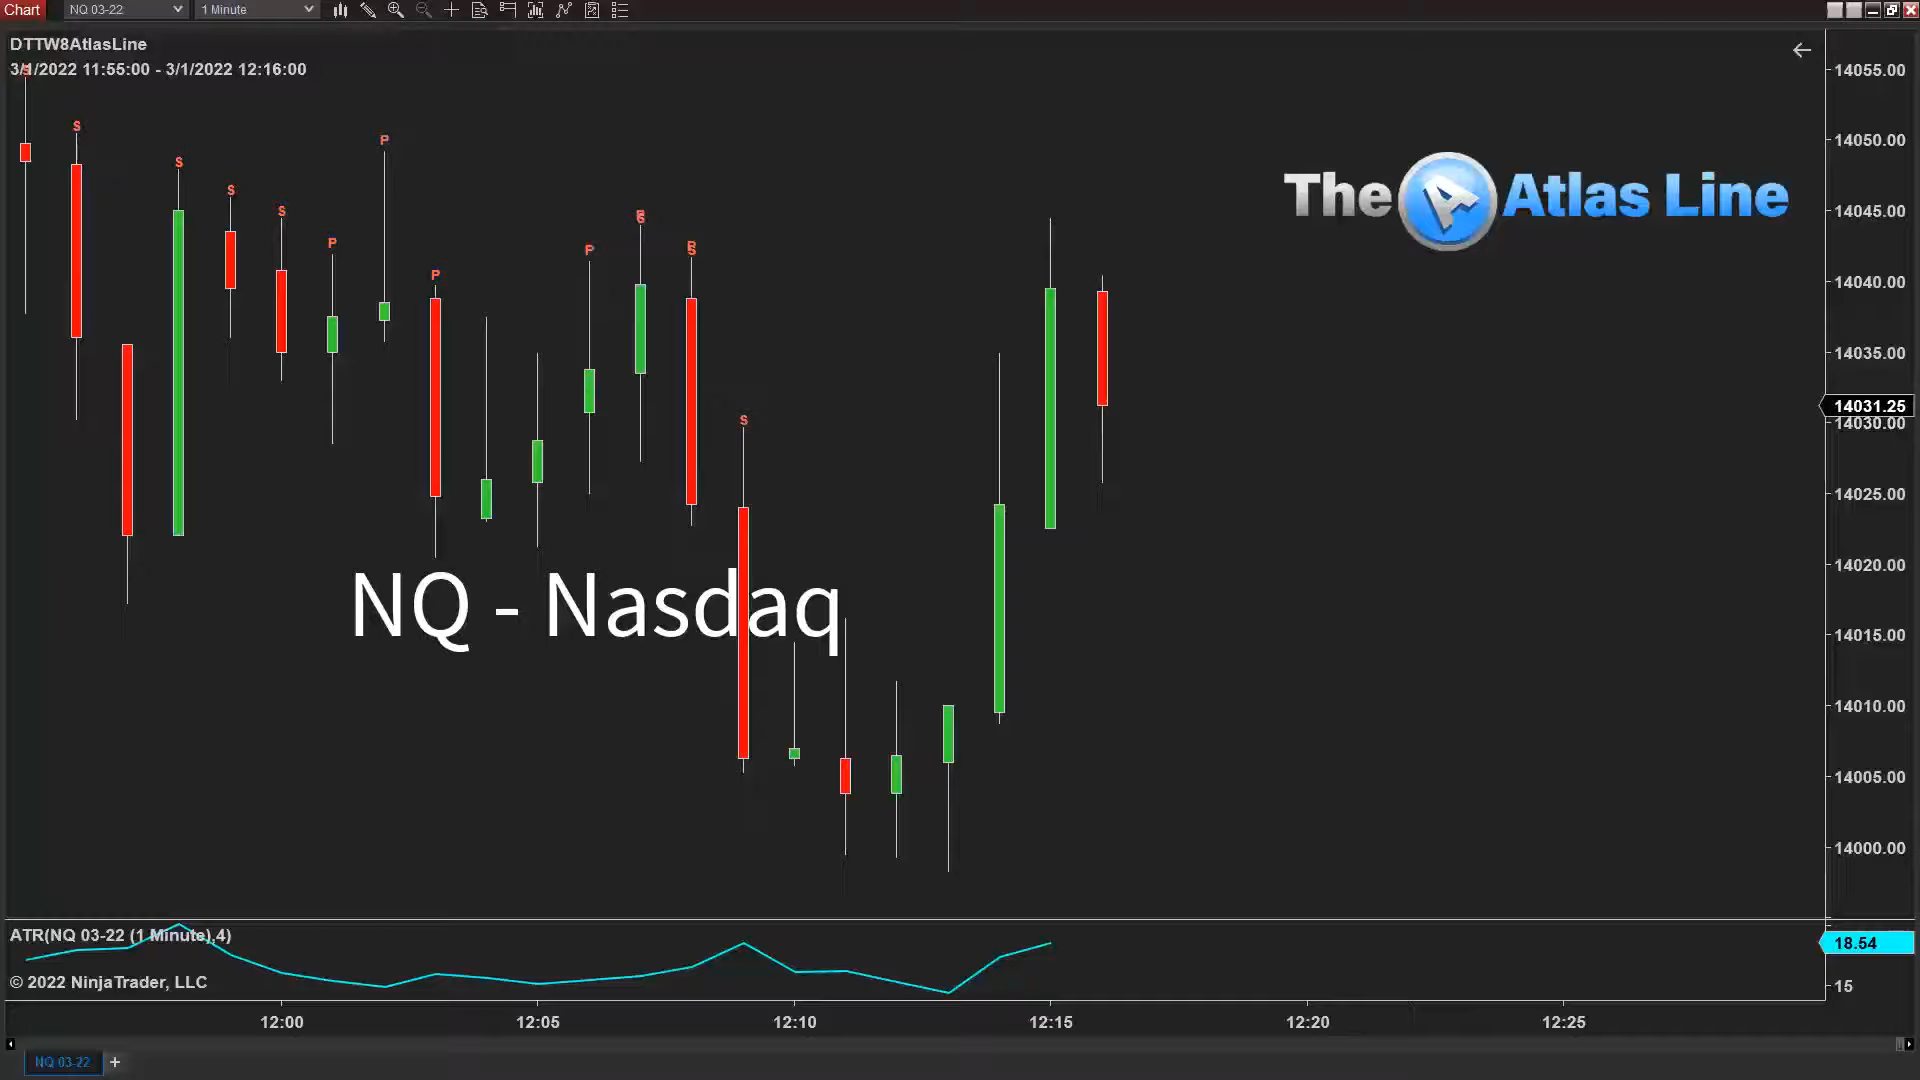 Chart NQ 03-22 1 Minute
DTTW8AtlasLine
3/1/2022 11:55:00 - 3/1/2022 12:16:00
S
S
S
S
S
P
P
P
P
S
The A Atlas Line
NQ - Nasdaq
14055.00
14050.00
14045.00
14040.00
14035.00
14031.25
14030.00
14025.00
14020.00
14015.00
14010.00
14005.00
14000.00
ATR(NQ 03-22 (1 Minute),4)
18.54
© 2022 NinjaTrader, LLC
15
12:00 12:05 12:10 12:15 12:20 12:25
NQ 03-22 +